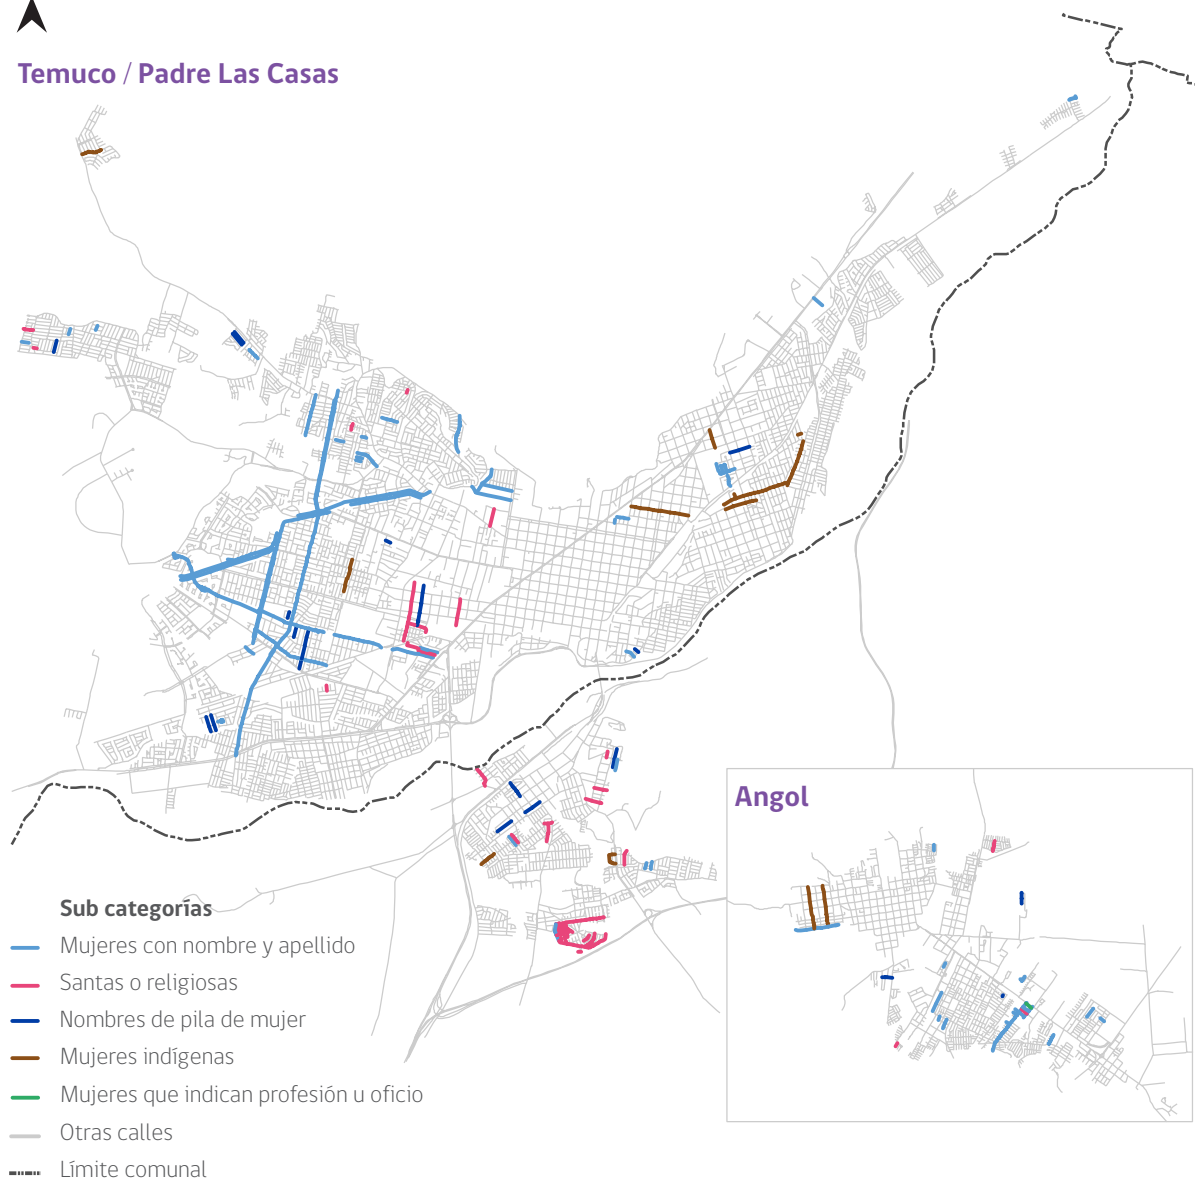 Temuco / Padre Las Casas
Angol
Sub categorías
Mujeres con nombre y apellido
Santas o religiosas
Nombres de pila de mujer
Mujeres indígenas
Mujeres que indican profesión u oficio
Otras calles
Límite comunal